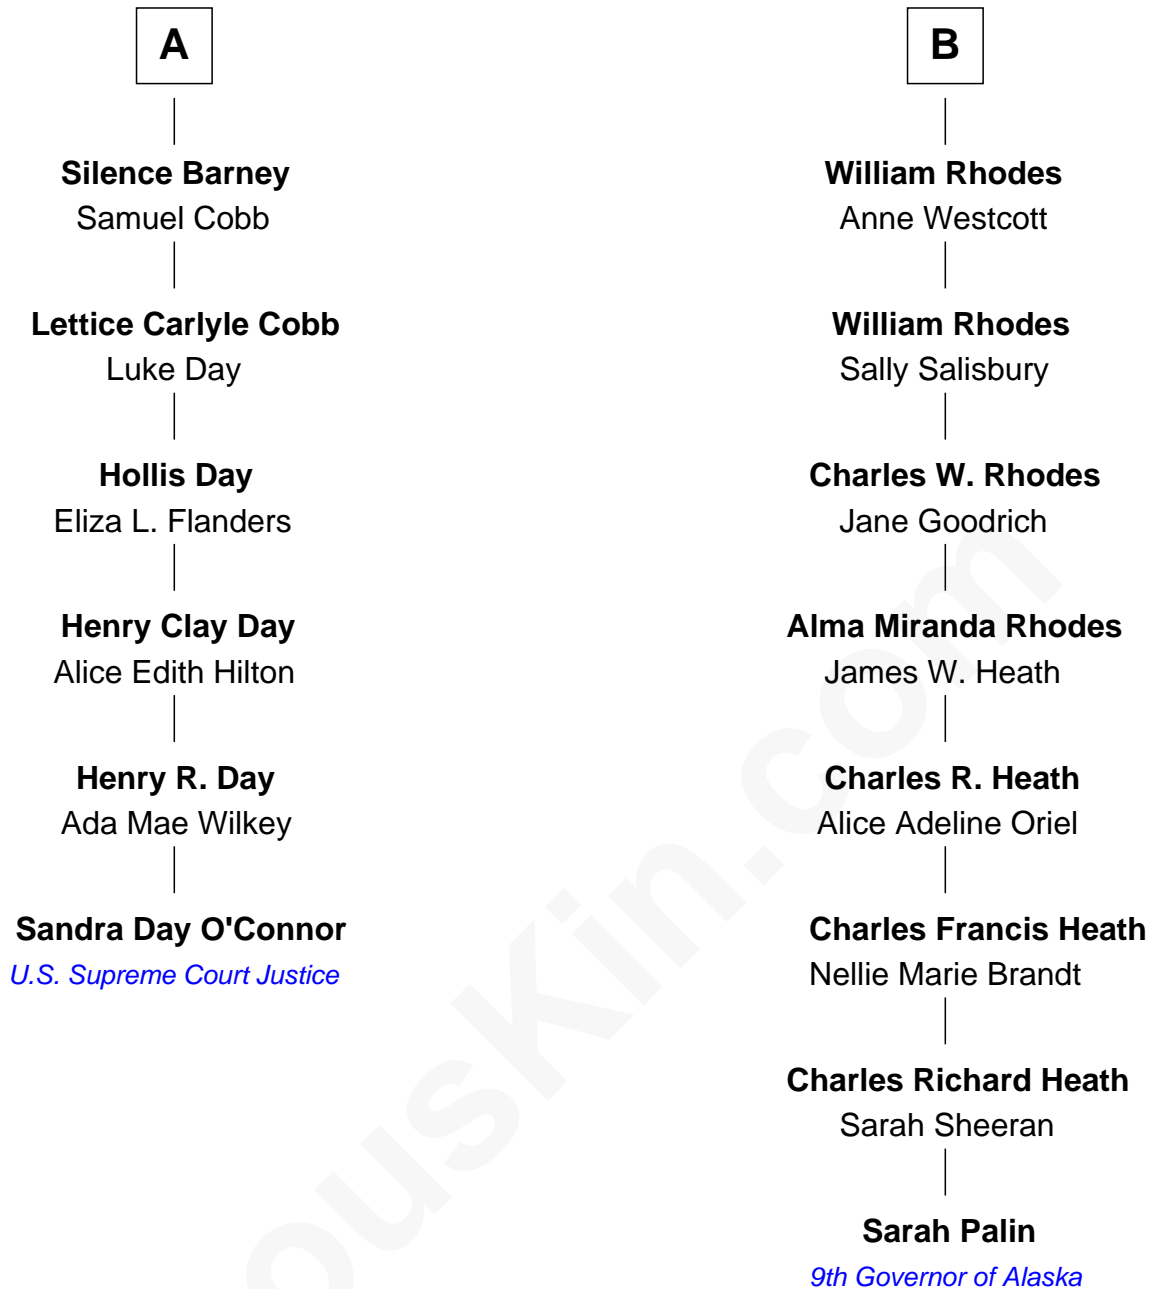 A
Silence Barney
Samuel Cobb
Lettice Carlyle Cobb
Luke Day
Hollis Day
Eliza L. Flanders
Henry Clay Day
Alice Edith Hilton
Henry R. Day
Ada Mae Wilkey
Sandra Day O'Connor
U.S. Supreme Court Justice
B
William Rhodes
Anne Westcott
William Rhodes
Sally Salisbury
Charles W. Rhodes
Jane Goodrich
Alma Miranda Rhodes
James W. Heath
Charles R. Heath
Alice Adeline Oriel
Charles Francis Heath
Nellie Marie Brandt
Charles Richard Heath
Sarah Sheeran
Sarah Palin
9th Governor of Alaska
ousKin.com